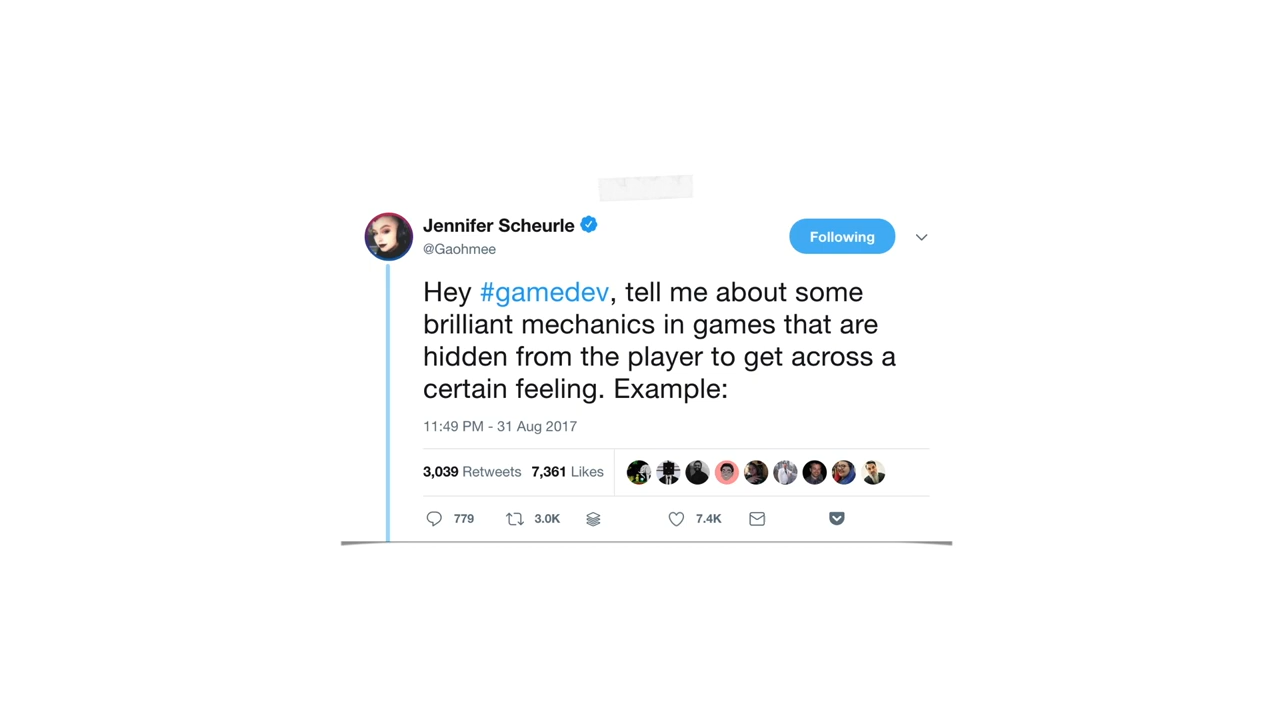 Jennifer Scheurle
@Gaohmee
Following
Hey #gamedev, tell me about some
brilliant mechanics in games that are
hidden from the player to get across a
certain feeling. Example:
11:49 PM - 31 Aug 2017
3,039 Retweets 7,361 Likes
779 3.0K 7.4K